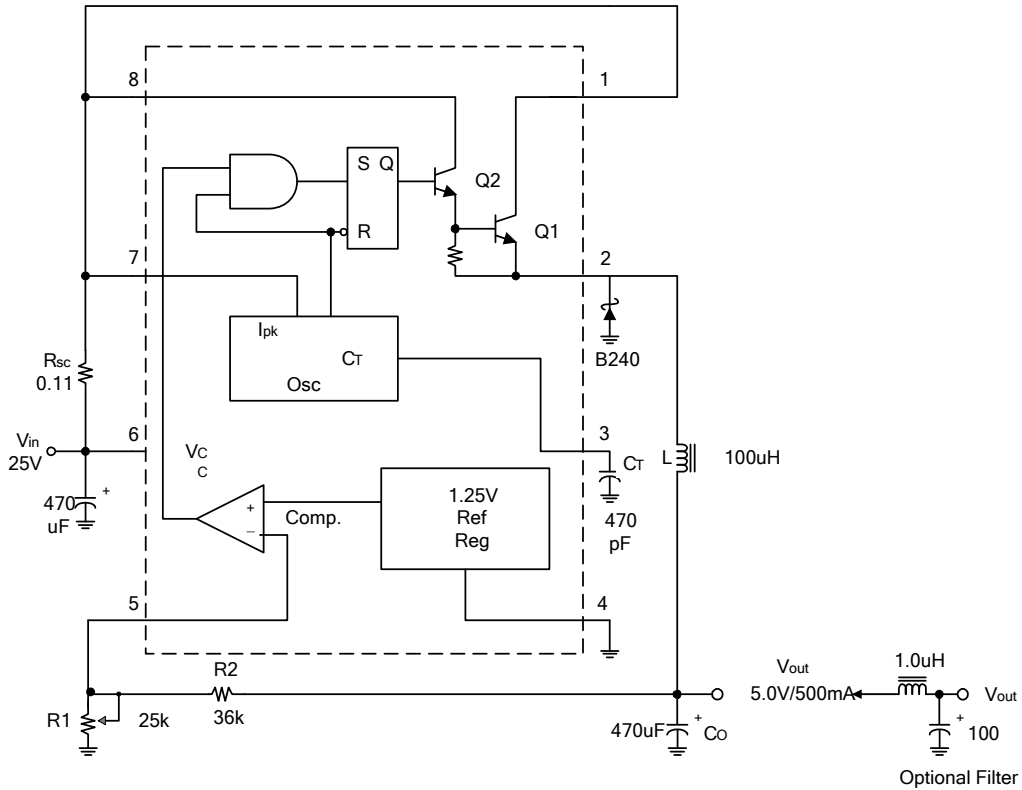 8
1
S Q
R
Q2
Q1
7
2
Ipk
CT
Osc
B240
Rsc
0.11
Vin
25V
6
VC
C
3
CT
470
pF
L
100uH
470
uF
+
+
−
Comp.
1.25V
Ref
Reg
5
4
R2
36k
R1
25k
470uF
+
CO
Vout
5.0V/500mA
1.0uH
Vout
+
100
Optional Filter